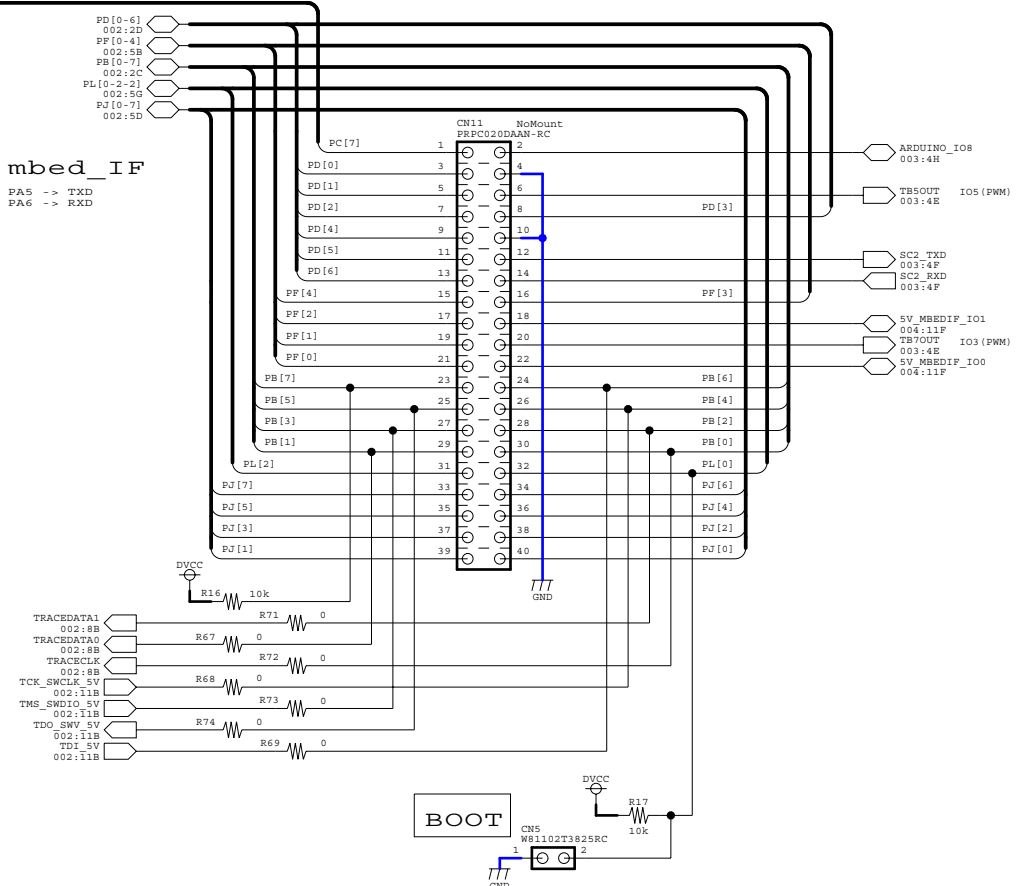 PD[0-6]
002:2D
PF[0-4]
002:5B
PB[0-7]
002:2C
PL[0-2-2]
002:5G
PJ[0-7]
002:5D
mbed_IF
PA5 -> TXD
PA6 -> RXD
CN11 NoMount
PRPC020DAAN-RC
PC[7] 1 2 ARDUINO_IO8
003:4H
PD[0] 3 4
PD[1] 5 6 TB5OUT IO5(PWM)
003:4E
PD[2] 7 8 PD[3]
PD[4] 9 10
PD[5] 11 12 SC2_TXD
003:4F
PD[6] 13 14 SC2_RXD
003:4F
PF[4] 15 16 PF[3]
PF[2] 17 18 5V_MBEDIF_IO1
004:11F
PF[1] 19 20 TB7OUT IO3(PWM)
003:4E
PF[0] 21 22 5V_MBEDIF_IO0
004:11F
PB[7] 23 24 PB[6]
PB[5] 25 26 PB[4]
PB[3] 27 28 PB[2]
PB[1] 29 30 PB[0]
PL[2] 31 32 PL[0]
PJ[7] 33 34 PJ[6]
PJ[5] 35 36 PJ[4]
PJ[3] 37 38 PJ[2]
PJ[1] 39 40 PJ[0]
DVCC
R16 10k
GND
TRACEDATA1 R71 0
002:8B
TRACEDATA0 R67 0
002:8B
TRACECLK R72 0
002:8B
TCK_SWCLK_5V R68 0
002:11B
TMS_SWDIO_5V R73 0
002:11B
TDO_SWV_5V R74 0
002:11B
TDI_5V R69 0
002:11B
DVCC
R17
10k
BOOT
CN5
W81102T3825RC
1 2
GND